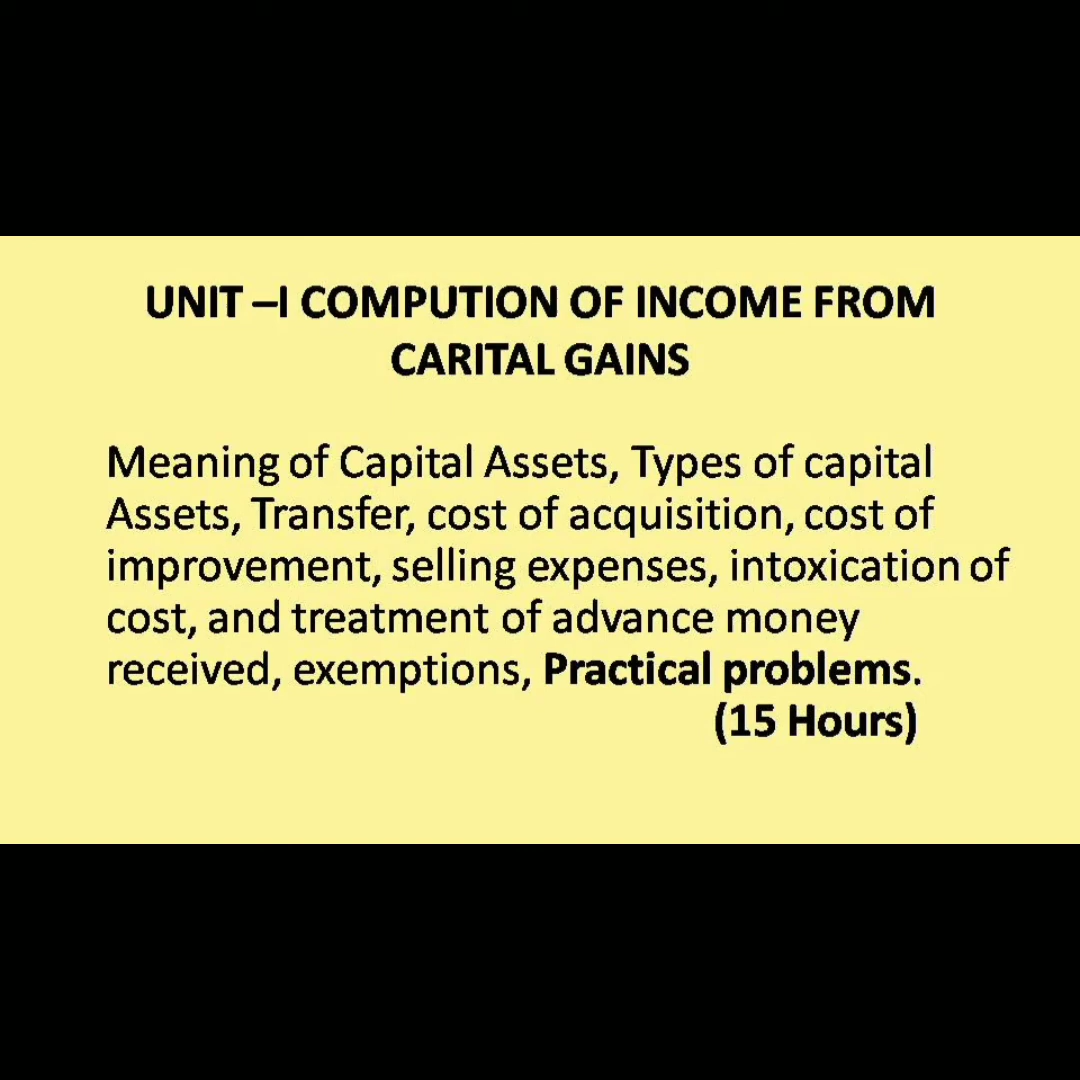 UNIT –I COMPUTION OF INCOME FROM
CARITAL GAINS
Meaning of Capital Assets, Types of capital
Assets, Transfer, cost of acquisition, cost of
improvement, selling expenses, intoxication of
cost, and treatment of advance money
received, exemptions, Practical problems.
(15 Hours)